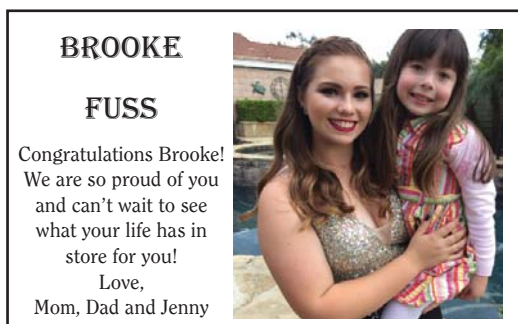 BROOKE
FUSS
Congratulations Brooke!
We are so proud of you
and can’t wait to see
what your life has in
store for you!
Love,
Mom, Dad and Jenny